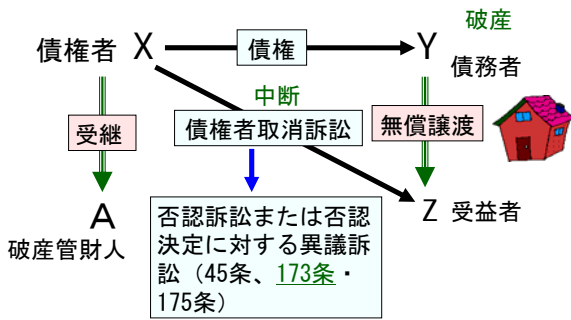 破産
債権者 X
債権
Y
債務者
中断
受継
債権者取消訴訟
無償譲渡
A
破産管財人
否認訴訟または否認
決定に対する異議訴
訟（45条、173条・
175条）
Z 受益者